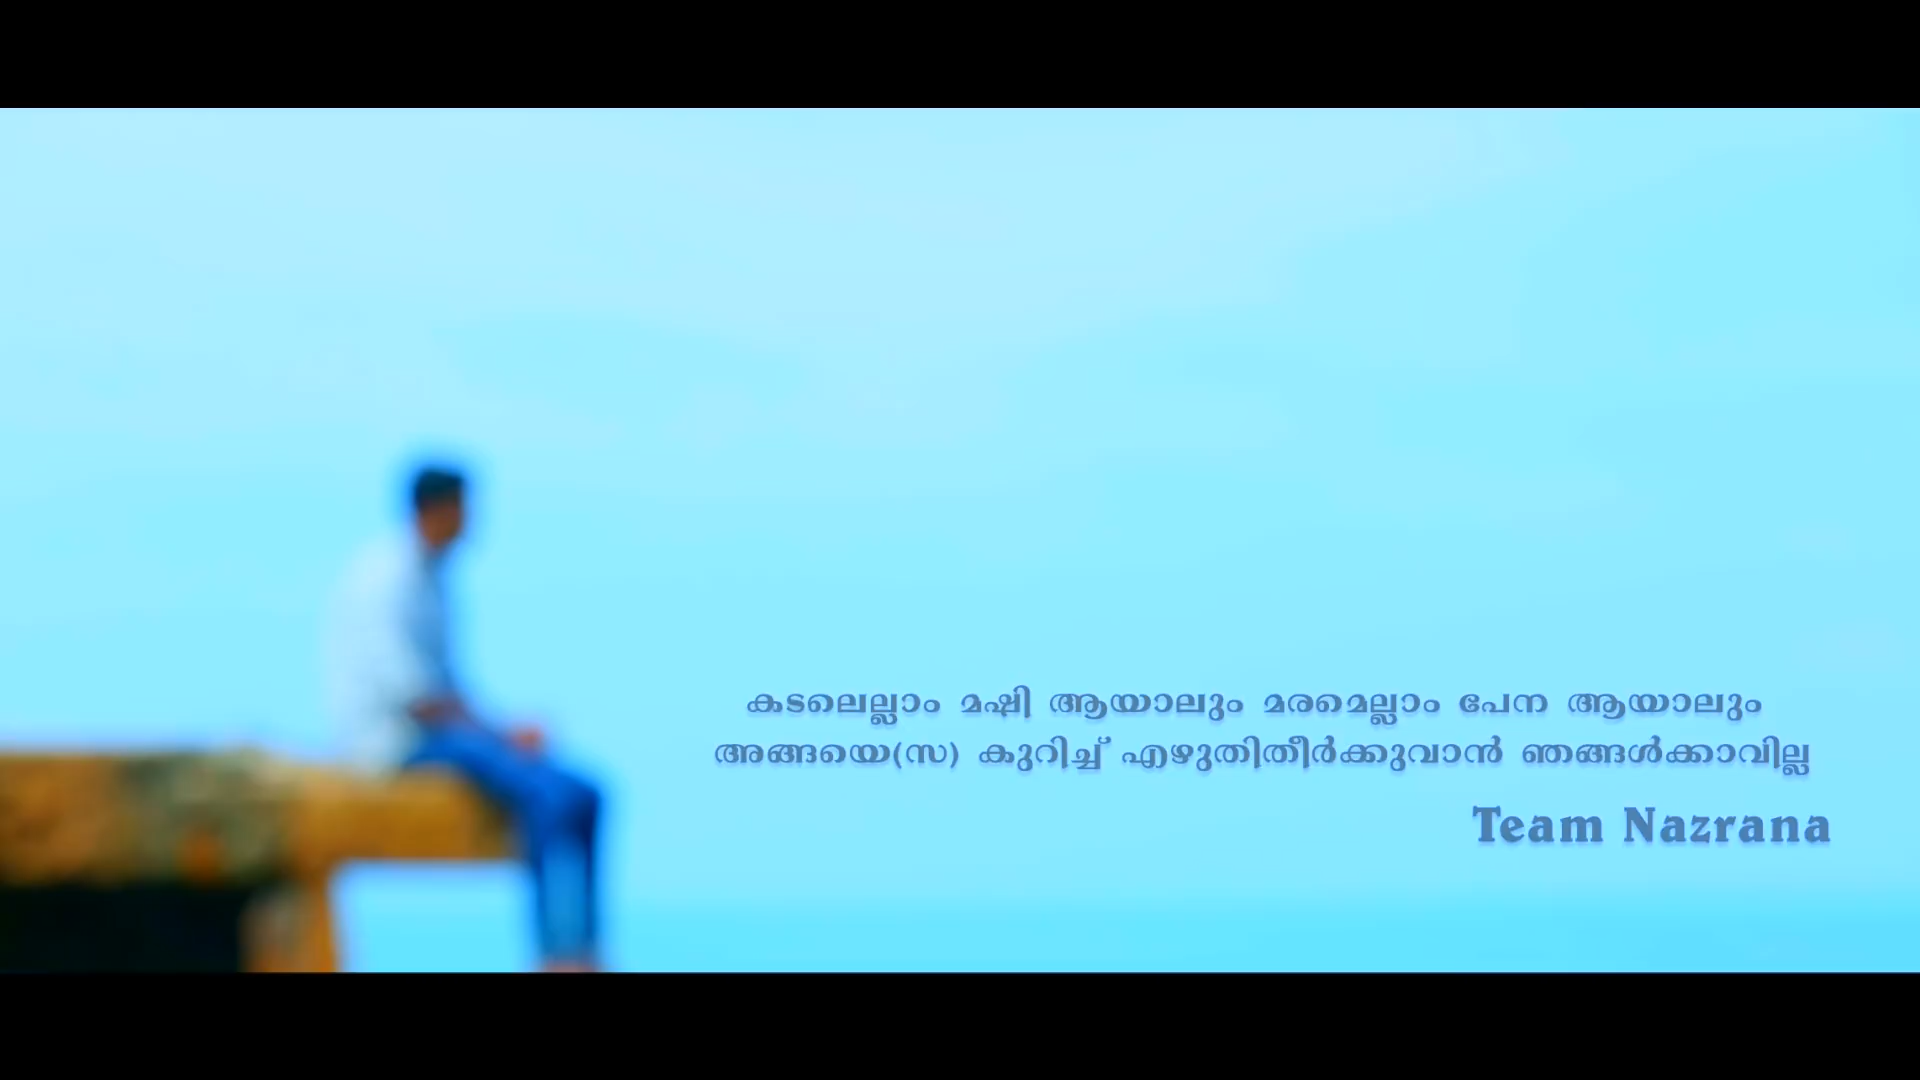 കടലെല്ലാം മഷി ആയാലും മരമെല്ലാം പേന ആയാലും
അങ്ങയെ(സ) കുറിച്ച് എഴുതിതീർക്കുവാൻ ഞങ്ങൾക്കാവില്ല
Team Nazrana